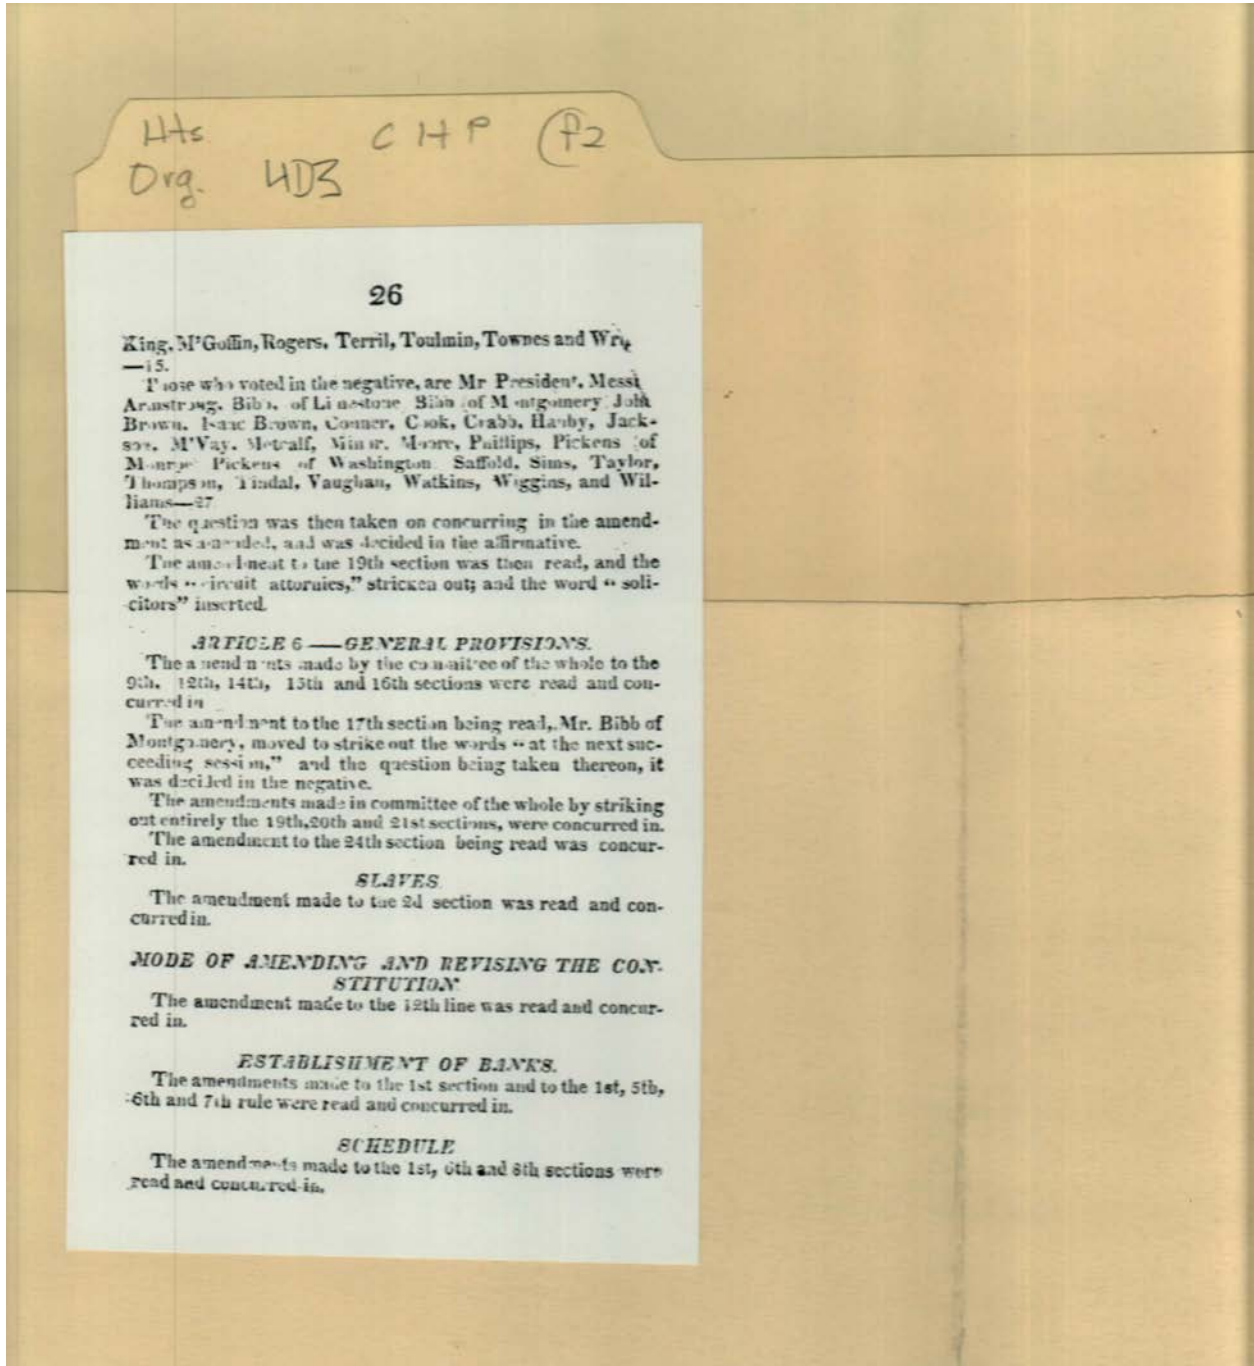 Hts C H P P2
Org. 4D3
26
King, M'Goffin, Rogers, Terril, Toulmin, Townes and
—15.
Those who voted in the negative, are Mr President, Mess
Armstrong, Bibb, of Limestone Bibb of Montgomery John
Brown, Isaac Brown, Conner, Cook, Crabb, Hanby, Jack-
son, M'Vay, Metcalf, Minor, Moore, Phillips, Pickens of
Monroe Pickens of Washington Saffold, Sims, Taylor,
Thompson, Tindal, Vaughan, Watkins, Wiggins, and Wil-
liams—27
The question was then taken on concurring in the amend-
ment as amended, and was decided in the affirmative.
The amendment to the 19th section was then read, and the
words “circuit attornies,” stricken out; and the word “soli-
citors” inserted.
ARTICLE 6—GENERAL PROVISIONS.
The amendments made by the committee of the whole to the
9th, 12th, 14th, 15th and 16th sections were read and con-
curred in
The amendment to the 17th section being read, Mr. Bibb of
Montgomery, moved to strike out the words “at the next suc-
ceeding session,” and the question being taken thereon, it
was decided in the negative.
The amendments made in committee of the whole by striking
out entirely the 19th, 20th and 21st sections, were concurred in.
The amendment to the 24th section being read was concur-
red in.
SLAVES
The amendment made to the 2d section was read and con-
curred in.
MODE OF AMENDING AND REVISING THE CON-
STITUTION
The amendment made to the 12th line was read and concur-
red in.
ESTABLISHMENT OF BANKS.
The amendments made to the 1st section and to the 1st, 5th,
6th and 7th rule were read and concurred in.
SCHEDULE
The amendments made to the 1st, 6th and 8th sections were
read and concurred in.